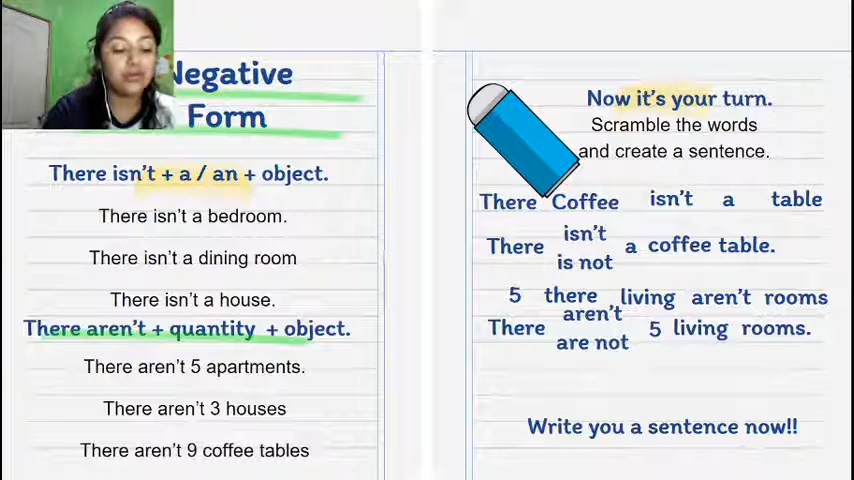 Negative
Form
There isn't + a / an + object.
There isn't a bedroom.
There isn't a dining room
There isn't a house.
There aren't + quantity + object.
There aren't 5 apartments.
There aren't 3 houses
There aren't 9 coffee tables
Now it's your turn.
Scramble the words
and create a sentence.
There Coffee isn't a table
There isn't a coffee table.
is not
5 there , living aren't rooms
There aren't 5 living rooms.
are not
Write you a sentence now!!